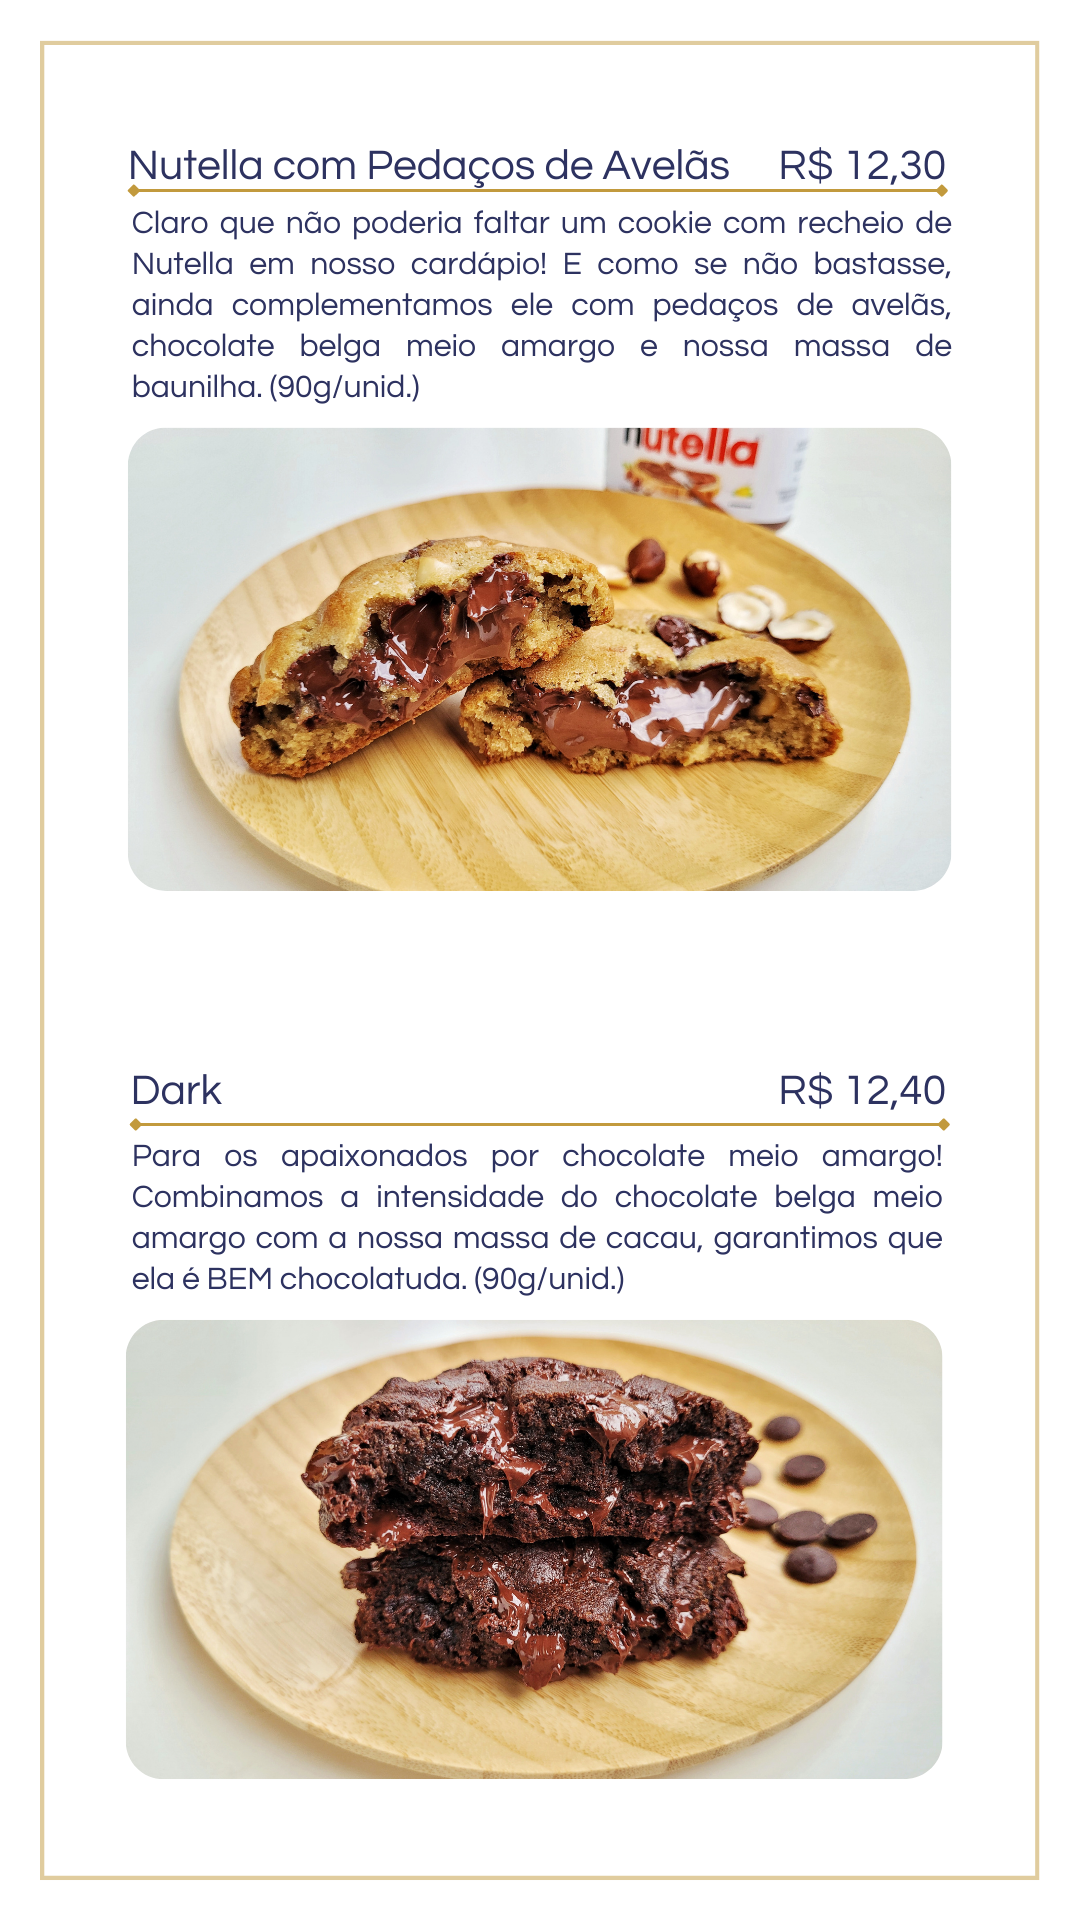 Nutella com Pedaços de Avelãs R$ 12,30
Claro que não poderia faltar um cookie com recheio de
Nutella em nosso cardápio! E como se não bastasse,
ainda complementamos ele com pedaços de avelãs,
chocolate belga meio amargo e nossa massa de
baunilha. (90g/unid.)
nutella
Dark R$ 12,40
Para os apaixonados por chocolate meio amargo!
Combinamos a intensidade do chocolate belga meio
amargo com a nossa massa de cacau, garantimos que
ela é BEM chocolatuda. (90g/unid.)